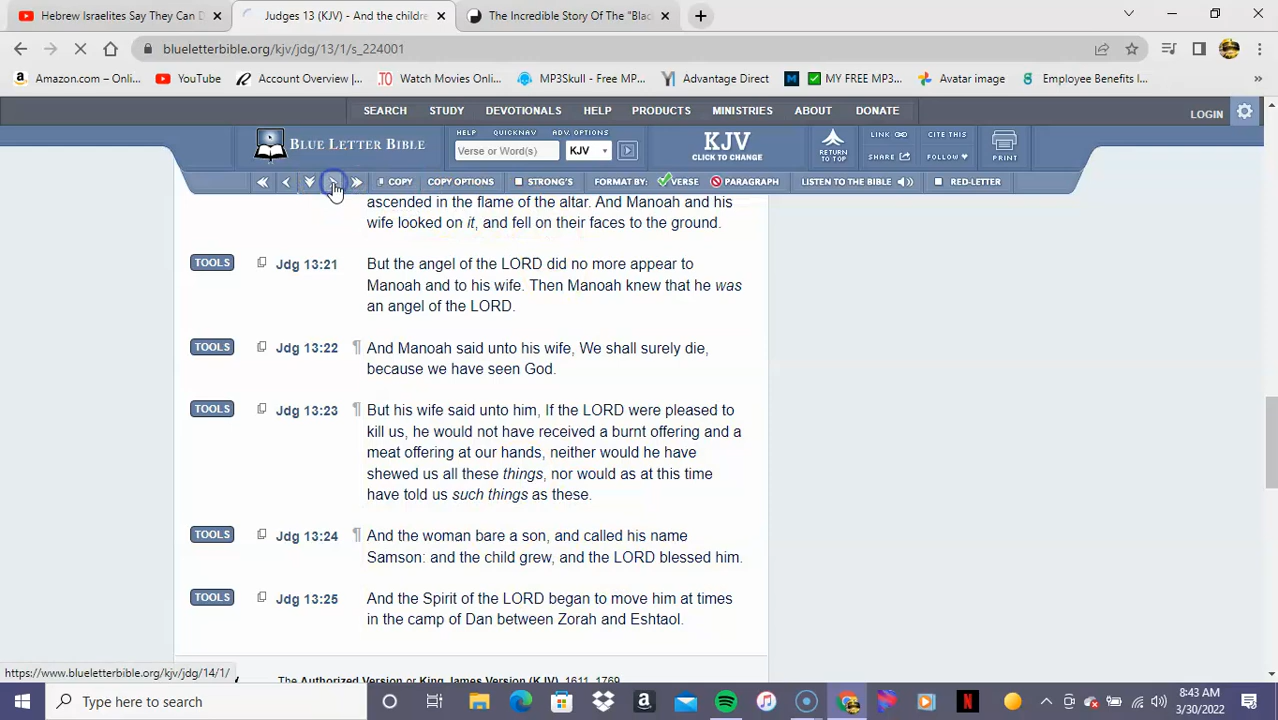 Hebrew Israelites Say They Can D
Judges 13 (KJV) - And the childre
The Incredible Story Of The "Blac
blueletterbible.org/kjv/jdg/13/1/s_224001
Amazon.com – Onli...
YouTube
Account Overview |...
Watch Movies Onli...
MP3Skull - Free MP...
Advantage Direct
MY FREE MP3...
Avatar image
Employee Benefits I...
SEARCH
STUDY
DEVOTIONALS
HELP
PRODUCTS
MINISTRIES
ABOUT
DONATE
LOGIN
BLUE LETTER BIBLE
HELP QUICKNAV ADV. OPTIONS
Verse or Word(s)
KJV
KJV
CLICK TO CHANGE
RETURN
TO TOP
LINK
CITE THIS
SHARE
FOLLOW
PRINT
COPY
COPY OPTIONS
STRONG'S
FORMAT BY:
VERSE
PARAGRAPH
LISTEN TO THE BIBLE
RED-LETTER
ascended in the flame of the altar. And Manoah and his
wife looked on it, and fell on their faces to the ground.
TOOLS Jdg 13:21 But the angel of the LORD did no more appear to
Manoah and to his wife. Then Manoah knew that he was
an angel of the LORD.
TOOLS Jdg 13:22 ¶ And Manoah said unto his wife, We shall surely die,
because we have seen God.
TOOLS Jdg 13:23 ¶ But his wife said unto him, If the LORD were pleased to
kill us, he would not have received a burnt offering and a
meat offering at our hands, neither would he have
shewed us all these things, nor would as at this time
have told us such things as these.
TOOLS Jdg 13:24 ¶ And the woman bare a son, and called his name
Samson: and the child grew, and the LORD blessed him.
TOOLS Jdg 13:25 And the Spirit of the LORD began to move him at times
in the camp of Dan between Zorah and Eshtaol.
https://www.blueletterbible.org/kjv/jdg/14/1/
The Authorized Version or King James Version (KJV), 1611, 1769
Type here to search
8:43 AM
3/30/2022